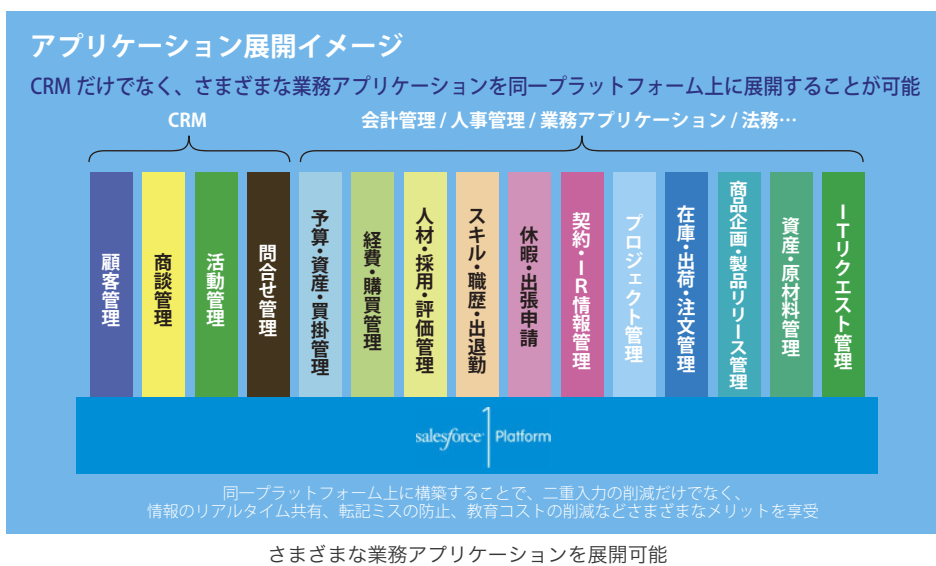 アプリケーション展開イメージ
CRM だけでなく、さまざまな業務アプリケーションを同一プラットフォーム上に展開することが可能
CRM
会計管理 / 人事管理 / 業務アプリケーション / 法務…
顧客管理
商談管理
活動管理
問合せ管理
予算・資産・買掛管理
経費・購買管理
人材・採用・評価管理
スキル・職歴・出退勤
休暇・出張申請
契約・IR情報管理
プロジェクト管理
在庫・出荷・注文管理
商品企画・製品リリース管理
資産・原材料管理
ITリクエスト管理
salesforce1 Platform
同一プラットフォーム上に構築することで、二重入力の削減だけでなく、
情報のリアルタイム共有、転記ミスの防止、教育コストの削減などさまざまなメリットを享受
さまざまな業務アプリケーションを展開可能